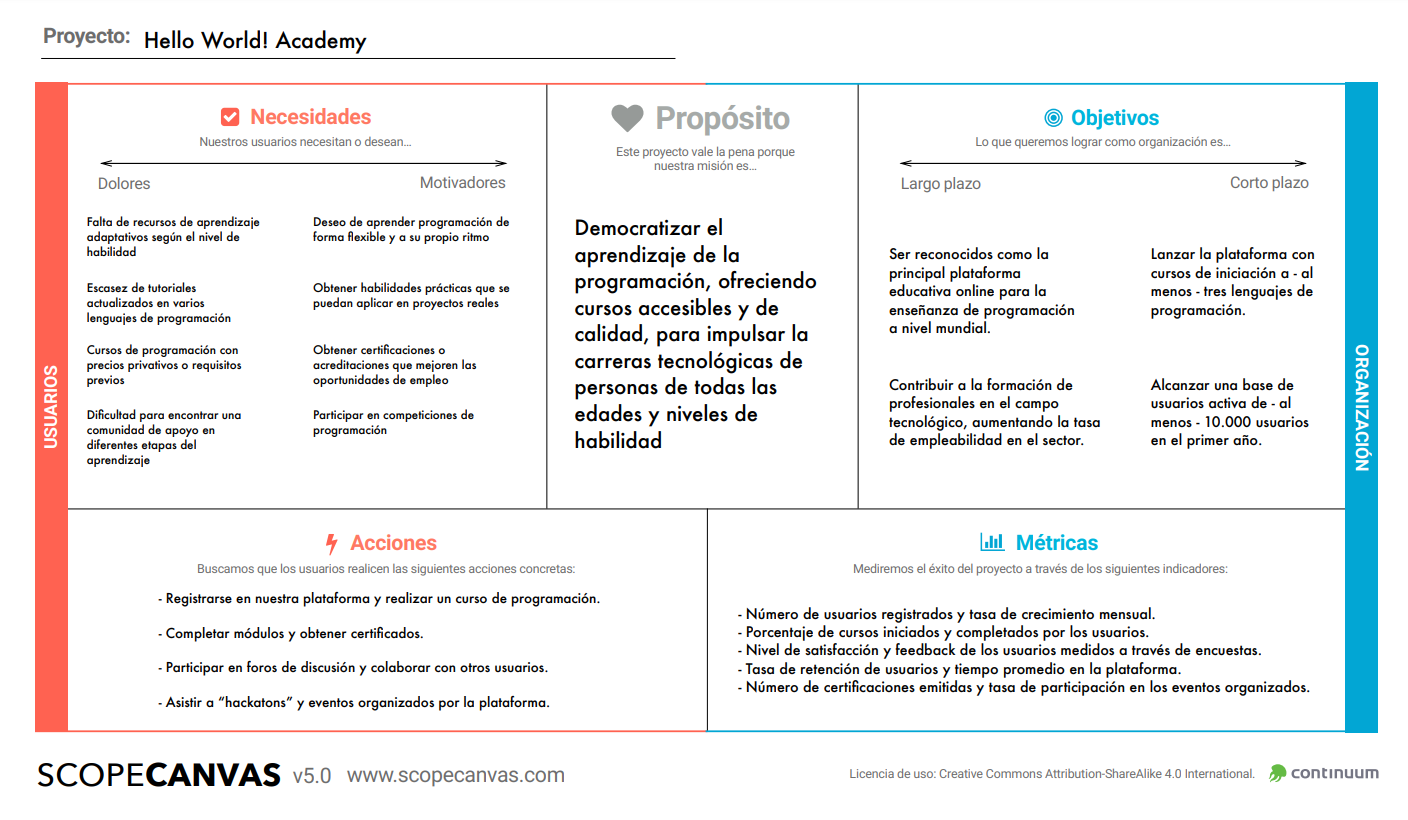 Proyecto: Hello World! Academy
USUARIOS
Necesidades
Nuestros usuarios necesitan o desean...
Dolores
Motivadores
Falta de recursos de aprendizaje
adaptativos según el nivel de
habilidad
Escasez de tutoriales
actualizados en varios
lenguajes de programación
Cursos de programación con
precios privativos o requisitos
previos
Dificultad para encontrar una
comunidad de apoyo en
diferentes etapas del
aprendizaje
Deseo de aprender programación de
forma flexible y a su propio ritmo
Obtener habilidades prácticas que se
puedan aplicar en proyectos reales
Obtener certificaciones o
acreditaciones que mejoren las
oportunidades de empleo
Participar en competiciones de
programación
Propósito
Este proyecto vale la pena porque
nuestra misión es...
Democratizar el
aprendizaje de la
programación, ofreciendo
cursos accesibles y de
calidad, para impulsar la
carreras tecnológicas de
personas de todas las
edades y niveles de
habilidad
Objetivos
Lo que queremos lograr como organización es...
Largo plazo
Corto plazo
Ser reconocidos como la
principal plataforma
educativa online para la
enseñanza de programación
a nivel mundial.
Contribuir a la formación de
profesionales en el campo
tecnológico, aumentando la tasa
de empleabilidad en el sector.
Lanzar la plataforma con
cursos de iniciación a - al
menos - tres lenguajes de
programación.
Alcanzar una base de
usuarios activa de - al
menos - 10.000 usuarios
en el primer año.
ORGANIZACIÓN
Acciones
Buscamos que los usuarios realicen las siguientes acciones concretas:
- Registrarse en nuestra plataforma y realizar un curso de programación.
- Completar módulos y obtener certificados.
- Participar en foros de discusión y colaborar con otros usuarios.
- Asistir a “hackatons” y eventos organizados por la plataforma.
Métricas
Mediremos el éxito del proyecto a través de los siguientes indicadores:
- Número de usuarios registrados y tasa de crecimiento mensual.
- Porcentaje de cursos iniciados y completados por los usuarios.
- Nivel de satisfacción y feedback de los usuarios medidos a través de encuestas.
- Tasa de retención de usuarios y tiempo promedio en la plataforma.
- Número de certificaciones emitidas y tasa de participación en los eventos organizados.
SCOPECANVAS v5.0 www.scopecanvas.com
Licencia de uso: Creative Commons Attribution-ShareAlike 4.0 International.
continuum